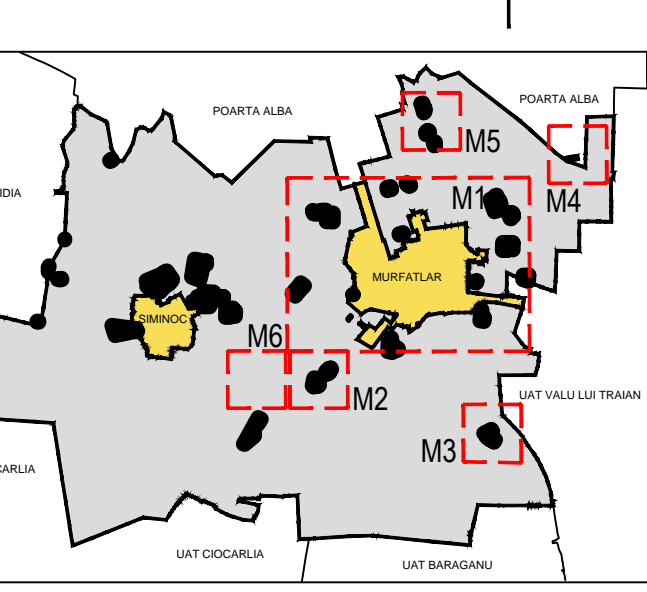 POARTA ALBA
POARTA ALBA
M5
IDIA
M1
M4
MURFATLAR
SIMINOC
M6
M2
UAT VALU LUI TRAIAN
M3
CARLIA
UAT CIOCARLIA
UAT BARAGANU